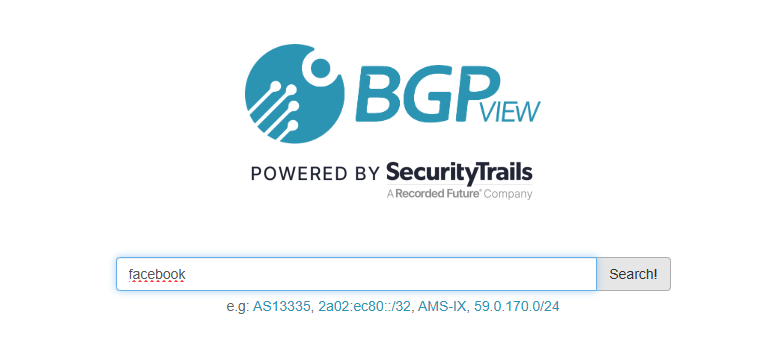 BGP VIEW
POWERED BY SecurityTrails
A Recorded Future® Company
facebook Search!
e.g: AS13335, 2a02:ec80::/32, AMS-IX, 59.0.170.0/24